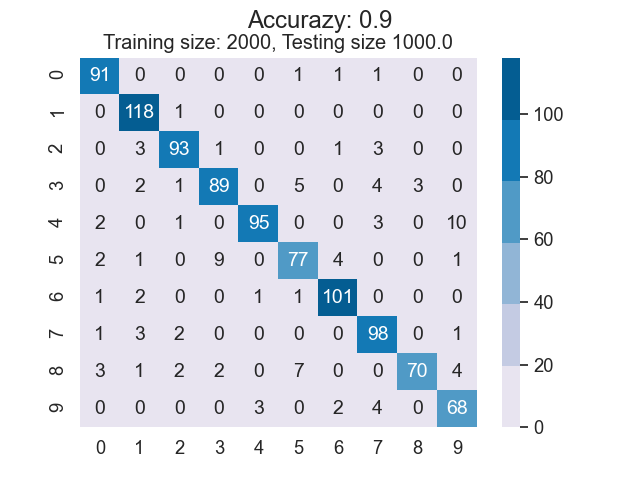 Accurazy: 0.9
Training size: 2000, Testing size 1000.0
0 91 0 0 0 0 1 1 1 0 0
1 0 118 1 0 0 0 0 0 0 0
2 0 3 93 1 0 0 1 3 0 0
3 0 2 1 89 0 5 0 4 3 0
4 2 0 1 0 95 0 0 3 0 10
5 2 1 0 9 0 77 4 0 0 1
6 1 2 0 0 1 1 101 0 0 0
7 1 3 2 0 0 0 0 98 0 1
8 3 1 2 2 0 7 0 0 70 4
9 0 0 0 0 3 0 2 4 0 68
0 1 2 3 4 5 6 7 8 9
100
80
60
40
20
0